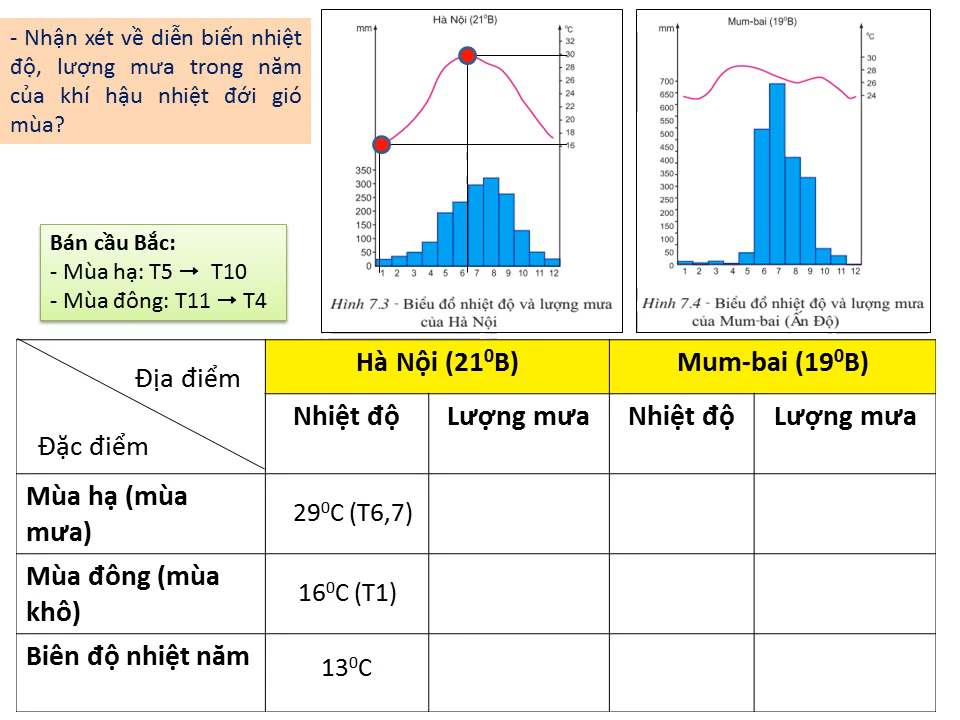 - Nhận xét về diễn biến nhiệt
độ, lượng mưa trong năm
của khí hậu nhiệt đới gió
mùa?
Bán cầu Bắc:
- Mùa hạ: T5 → T10
- Mùa đông: T11 → T4
Hà Nội (21⁰B)
mm
⁰C
32
30
28
26
24
22
20
18
16
350
300
250
200
150
100
50
0
1 2 3 4 5 6 7 8 9 10 11 12
Hình 7.3 - Biểu đồ nhiệt độ và lượng mưa
của Hà Nội
Mum-bai (19⁰B)
mm
⁰C
30
28
26
24
700
650
600
550
500
450
400
350
300
250
200
150
100
50
0
1 2 3 4 5 6 7 8 9 10 11 12
Hình 7.4 - Biểu đồ nhiệt độ và lượng mưa
của Mum-bai (Ấn Độ)
Địa điểm
Đặc điểm
Hà Nội (21⁰B)
Mum-bai (19⁰B)
Nhiệt độ
Lượng mưa
Nhiệt độ
Lượng mưa
Mùa hạ (mùa
mưa)
29⁰C (T6,7)
Mùa đông (mùa
khô)
16⁰C (T1)
Biên độ nhiệt năm
13⁰C